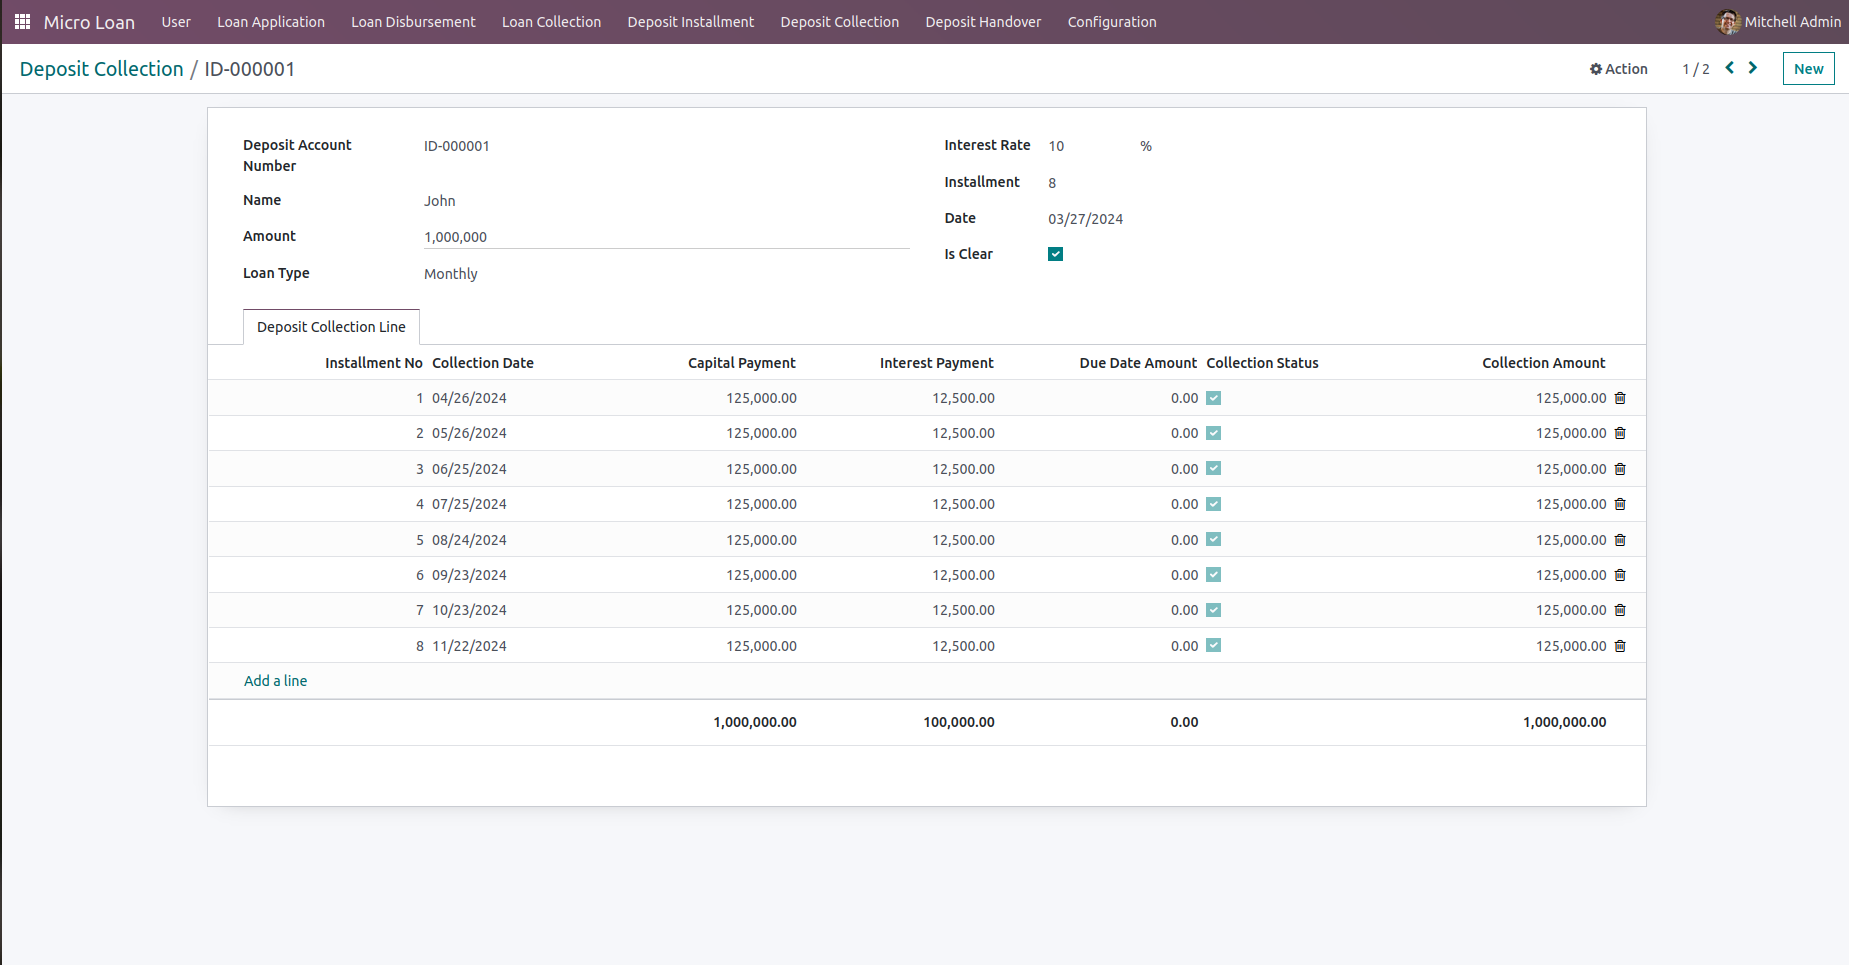 Micro Loan User Loan Application Loan Disbursement Loan Collection Deposit Installment Deposit Collection Deposit Handover Configuration Mitchell Admin
Deposit Collection / ID-000001 Action 1 / 2 New
Deposit Account Number ID-000001
Name John
Amount 1,000,000
Loan Type Monthly
Interest Rate 10 %
Installment 8
Date 03/27/2024
Is Clear
Deposit Collection Line
Installment No Collection Date Capital Payment Interest Payment Due Date Amount Collection Status Collection Amount
1 04/26/2024 125,000.00 12,500.00 0.00 125,000.00
2 05/26/2024 125,000.00 12,500.00 0.00 125,000.00
3 06/25/2024 125,000.00 12,500.00 0.00 125,000.00
4 07/25/2024 125,000.00 12,500.00 0.00 125,000.00
5 08/24/2024 125,000.00 12,500.00 0.00 125,000.00
6 09/23/2024 125,000.00 12,500.00 0.00 125,000.00
7 10/23/2024 125,000.00 12,500.00 0.00 125,000.00
8 11/22/2024 125,000.00 12,500.00 0.00 125,000.00
Add a line
1,000,000.00 100,000.00 0.00 1,000,000.00